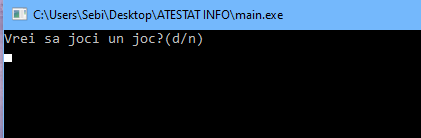 C:\Users\Sebi\Desktop\ATESTAT INFO\main.exe
Vrei sa joci un joc?(d/n)